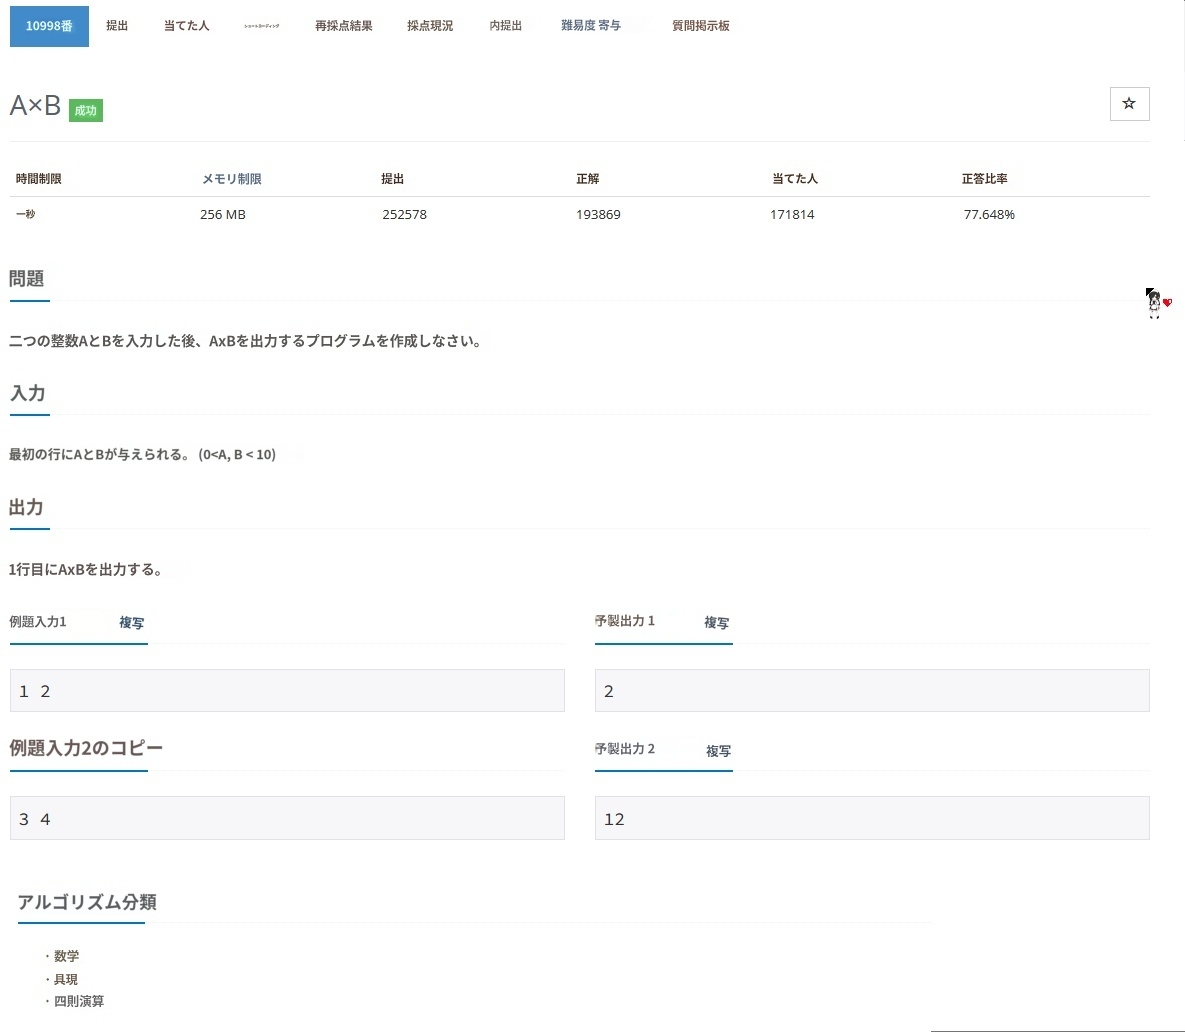 10998番 提出 当てた人 ショートコーディング 再採点結果 採点現況 内提出 難易度 寄与 質問掲示板
A×B 成功
☆
時間制限 メモリ制限 提出 正解 当てた人 正答比率
一秒 256 MB 252578 193869 171814 77.648%
問題
二つの整数AとBを入力した後、AxBを出力するプログラムを作成しなさい。
入力
最初の行にAとBが与えられる。 (0<A, B < 10)
出力
1行目にAxBを出力する。
例題入力1 複写 予製出力 1 複写
1 2 2
例題入力2のコピー 予製出力 2 複写
3 4 12
アルゴリズム分類
・数学
・具現
・四則演算